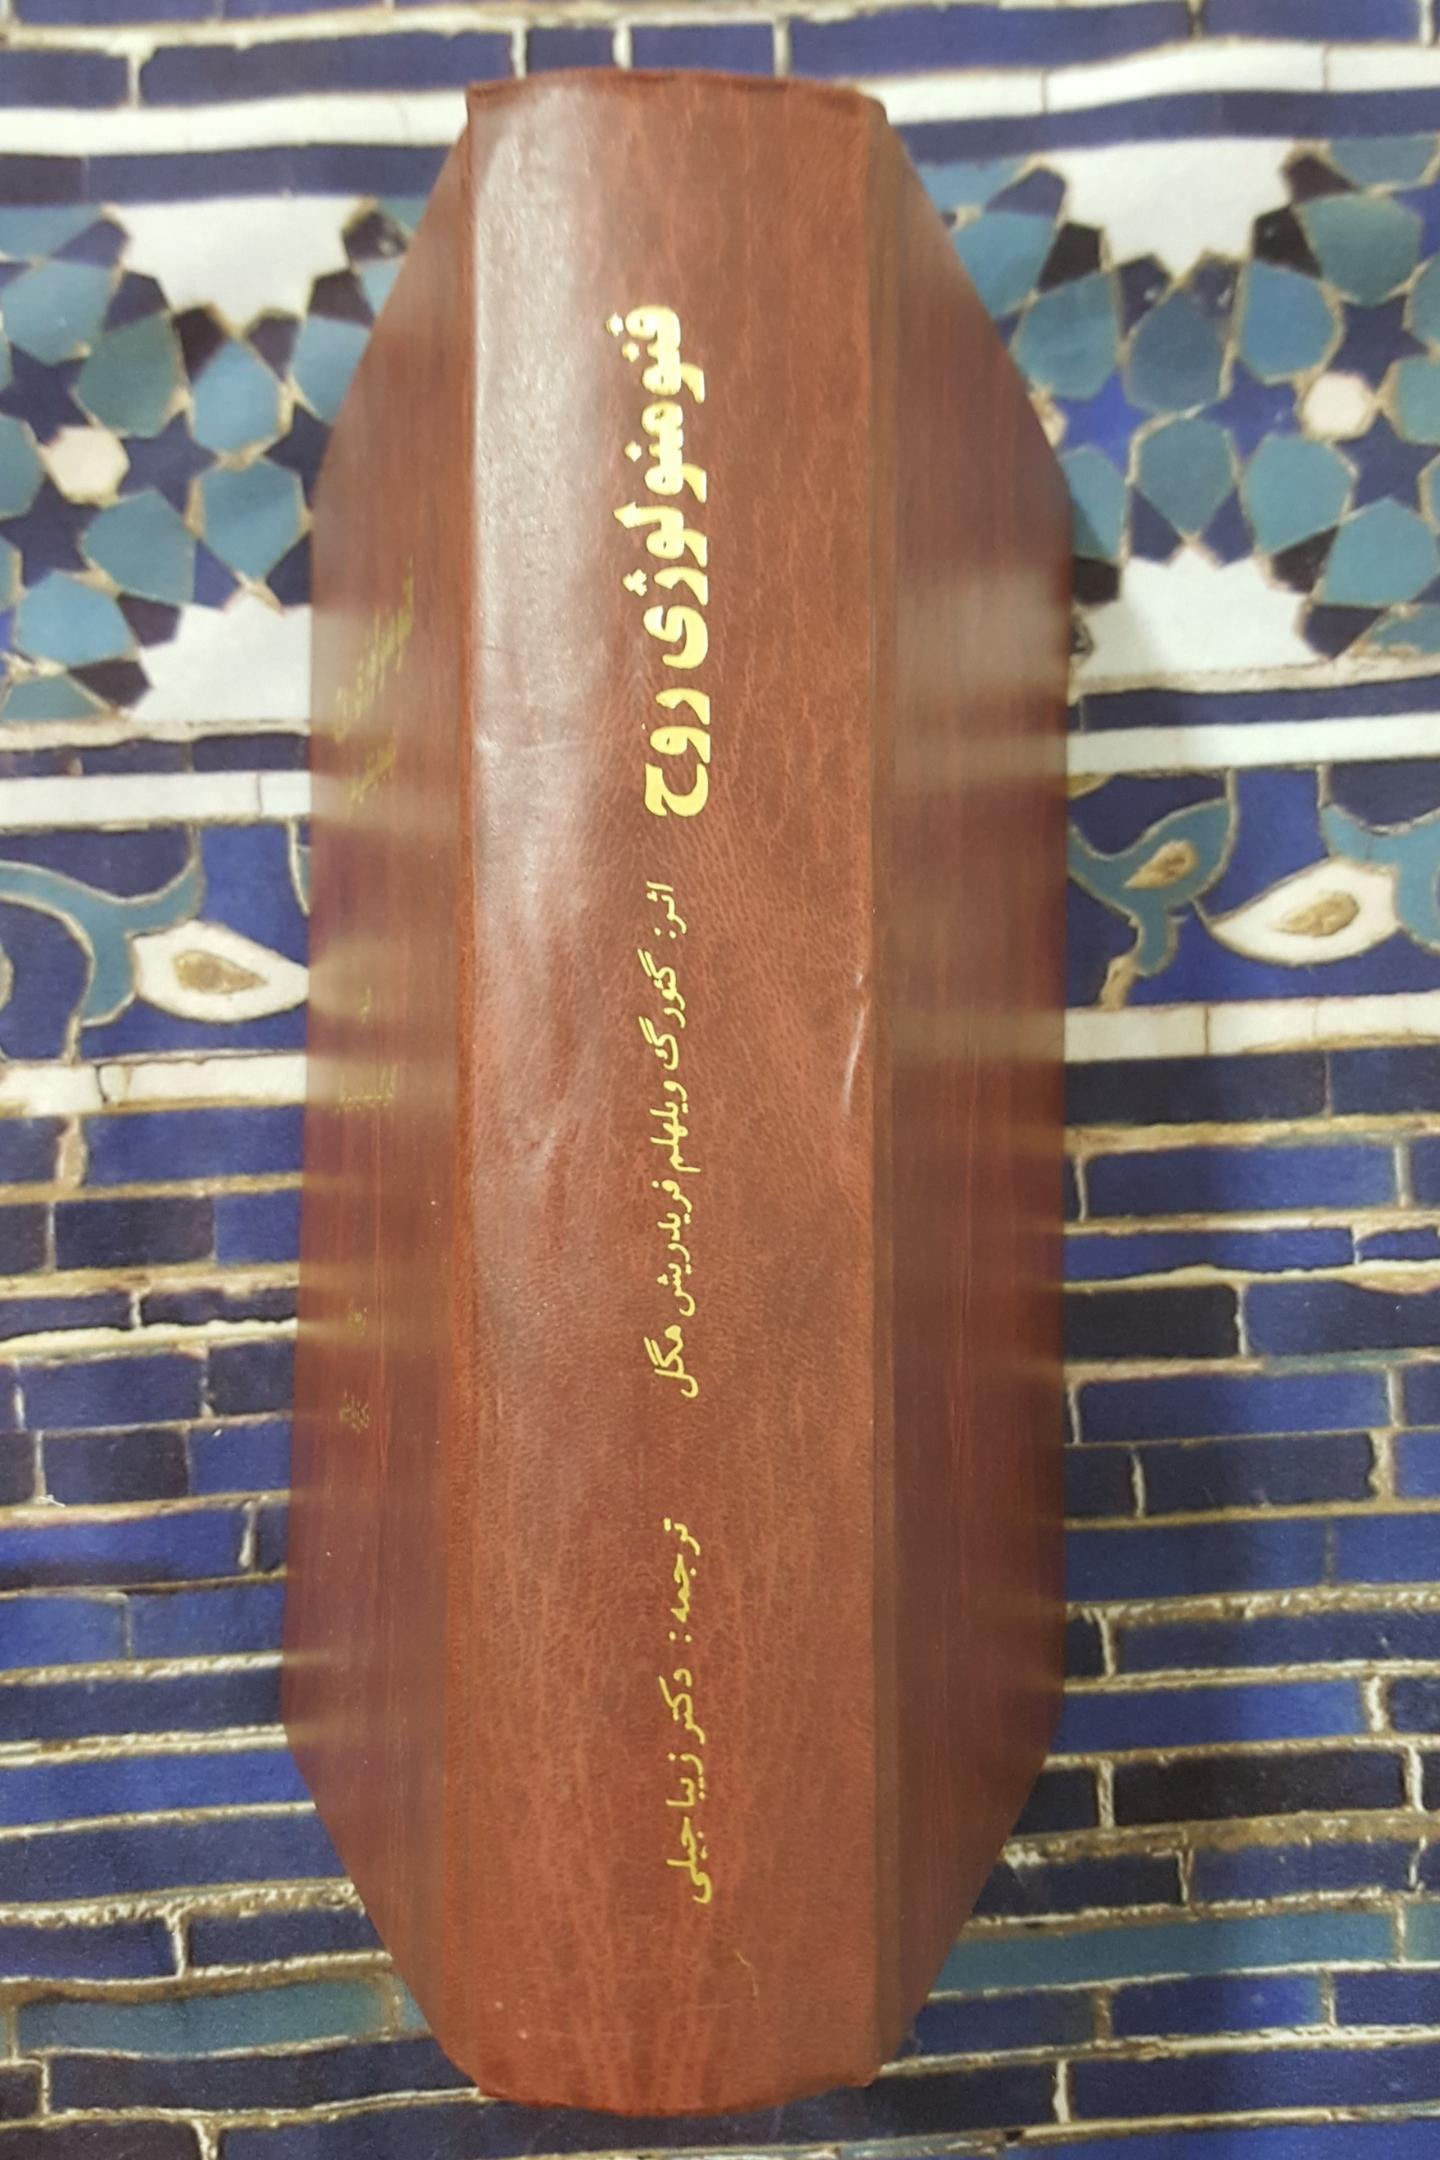 فنومنولوژی روح
اثر: گئورگ ویلهلم فریدریش هگل
ترجمه: دکتر زیبا جبلی